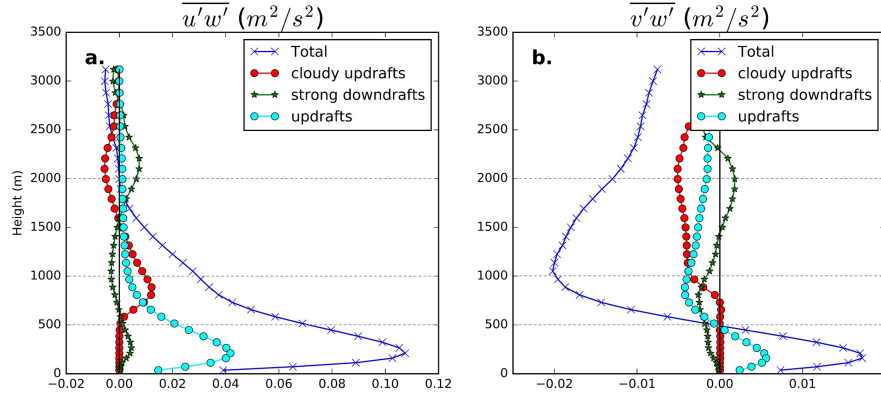 u'w' (m²/s²)
a.
Total
cloudy updrafts
strong downdrafts
updrafts
Height (m)
3500
3000
2500
2000
1500
1000
500
0
−0.02 0.00 0.02 0.04 0.06 0.08 0.10 0.12
v'w' (m²/s²)
b.
Total
cloudy updrafts
strong downdrafts
updrafts
3500
3000
2500
2000
1500
1000
500
0
−0.02 −0.01 0.00 0.01